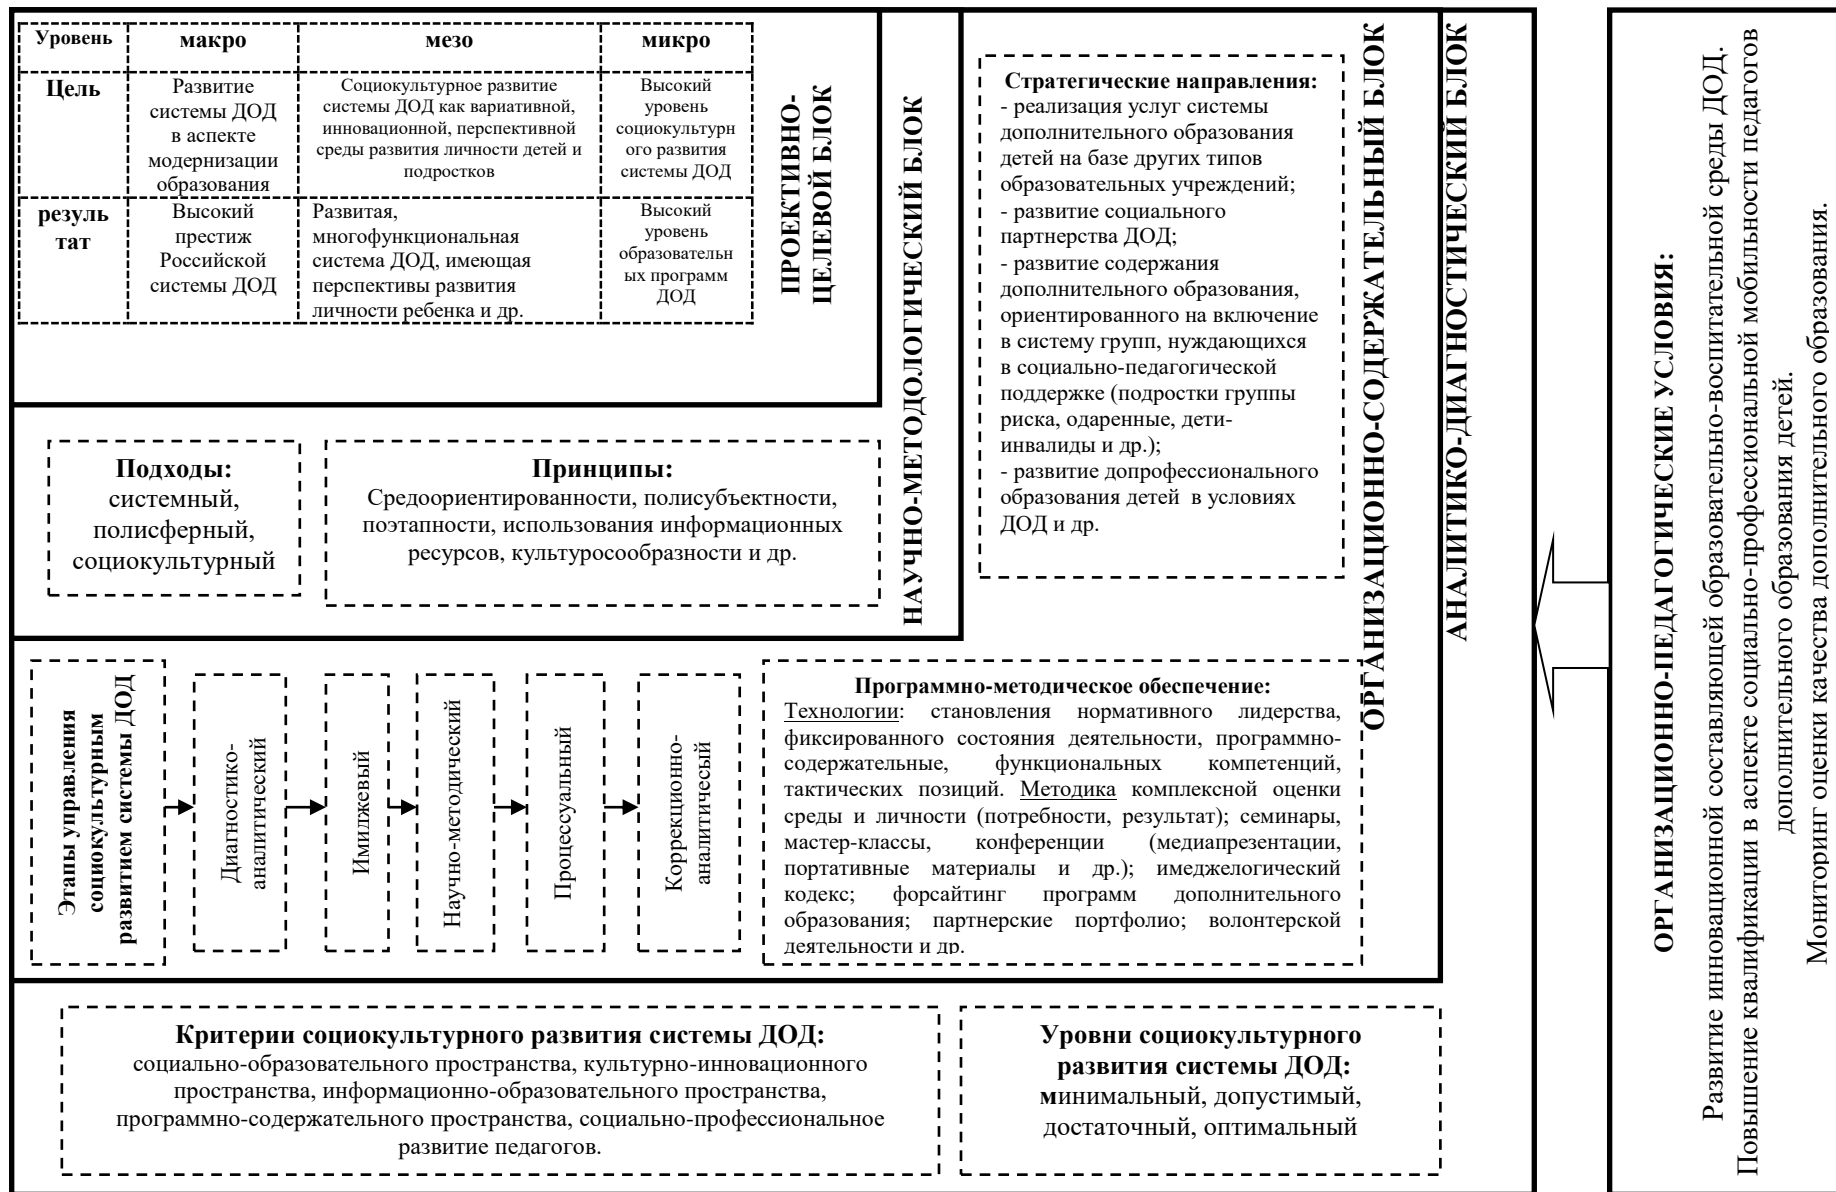 Уровень
макро
мезо
микро
Цель
Развитие
системы ДОД
в аспекте
модернизации
образования
Социокультурное развитие
системы ДОД как вариативной,
инновационной, перспективной
среды развития личности детей и
подростков
Высокий
уровень
социокультурн
ого развития
системы ДОД
резуль
тат
Высокий
престиж
Российской
системы ДОД
Развитая,
многофункциональная
система ДОД, имеющая
перспективы развития
личности ребенка и др.
Высокий
уровень
образовательн
ых программ
ДОД
ПРОЕКТИВНО-
ЦЕЛЕВОЙ БЛОК
Подходы:
системный,
полисферный,
социокультурный
Принципы:
Средоориентированности, полисубъектности,
поэтапности, использования информационных
ресурсов, культуросообразности и др.
НАУЧНО-МЕТОДОЛОГИЧЕСКИЙ БЛОК
Стратегические направления:
- реализация услуг системы
дополнительного образования
детей на базе других типов
образовательных учреждений;
- развитие социального
партнерства ДОД;
- развитие содержания
дополнительного образования,
ориентированного на включение
в систему групп, нуждающихся
в социально-педагогической
поддержке (подростки группы
риска, одаренные, дети-
инвалиды и др.);
- развитие допрофессионального
образования детей в условиях
ДОД и др.
Этапы управления
социокультурным
развитием системы ДОД
Диагностико-
аналитический
Имилжевый
Научно-методический
Процессуальный
Коррекционно-
аналитичесый
Программно-методическое обеспечение:
Технологии: становления нормативного лидерства,
фиксированного состояния деятельности, программно-
содержательные, функциональных компетенций,
тактических позиций. Методика комплексной оценки
среды и личности (потребности, результат); семинары,
мастер-классы, конференции (медиапрезентации,
портативные материалы и др.); имеджелогический
кодекс; форсайтинг программ дополнительного
образования; партнерские портфолио; волонтерской
деятельности и др.
ОРГАНИЗАЦИОННО-СОДЕРЖАТЕЛЬНЫЙ БЛОК
Критерии социокультурного развития системы ДОД:
социально-образовательного пространства, культурно-инновационного
пространства, информационно-образовательного пространства,
программно-содержательного пространства, социально-профессиональное
развитие педагогов.
Уровни социокультурного
развития системы ДОД:
минимальный, допустимый,
достаточный, оптимальный
АНАЛИТИКО-ДИАГНОСТИЧЕСКИЙ БЛОК
ОРГАНИЗАЦИОННО-ПЕДАГОГИЧЕСКИЕ УСЛОВИЯ:
Развитие инновационной составляющей образовательно-воспитательной среды ДОД.
Повышение квалификации в аспекте социально-профессиональной мобильности педагогов
дополнительного образования детей.
Мониторинг оценки качества дополнительного образования.